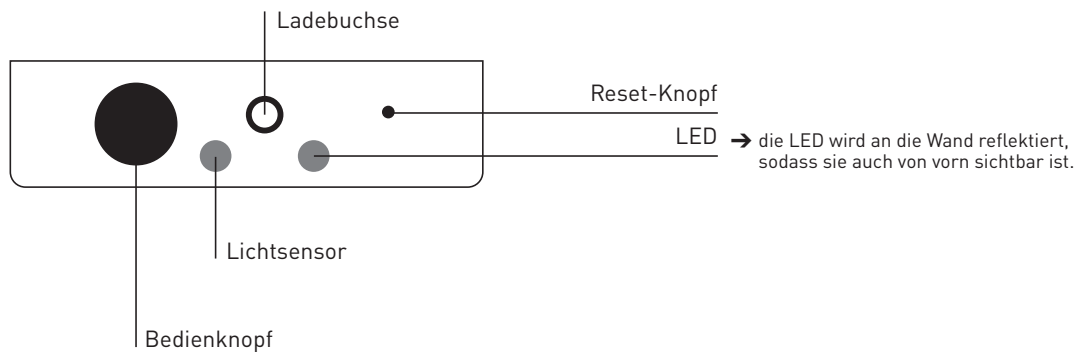 Ladebuchse
Reset-Knopf
LED
➔ die LED wird an die Wand reflektiert,
sodass sie auch von vorn sichtbar ist.
Lichtsensor
Bedienknopf